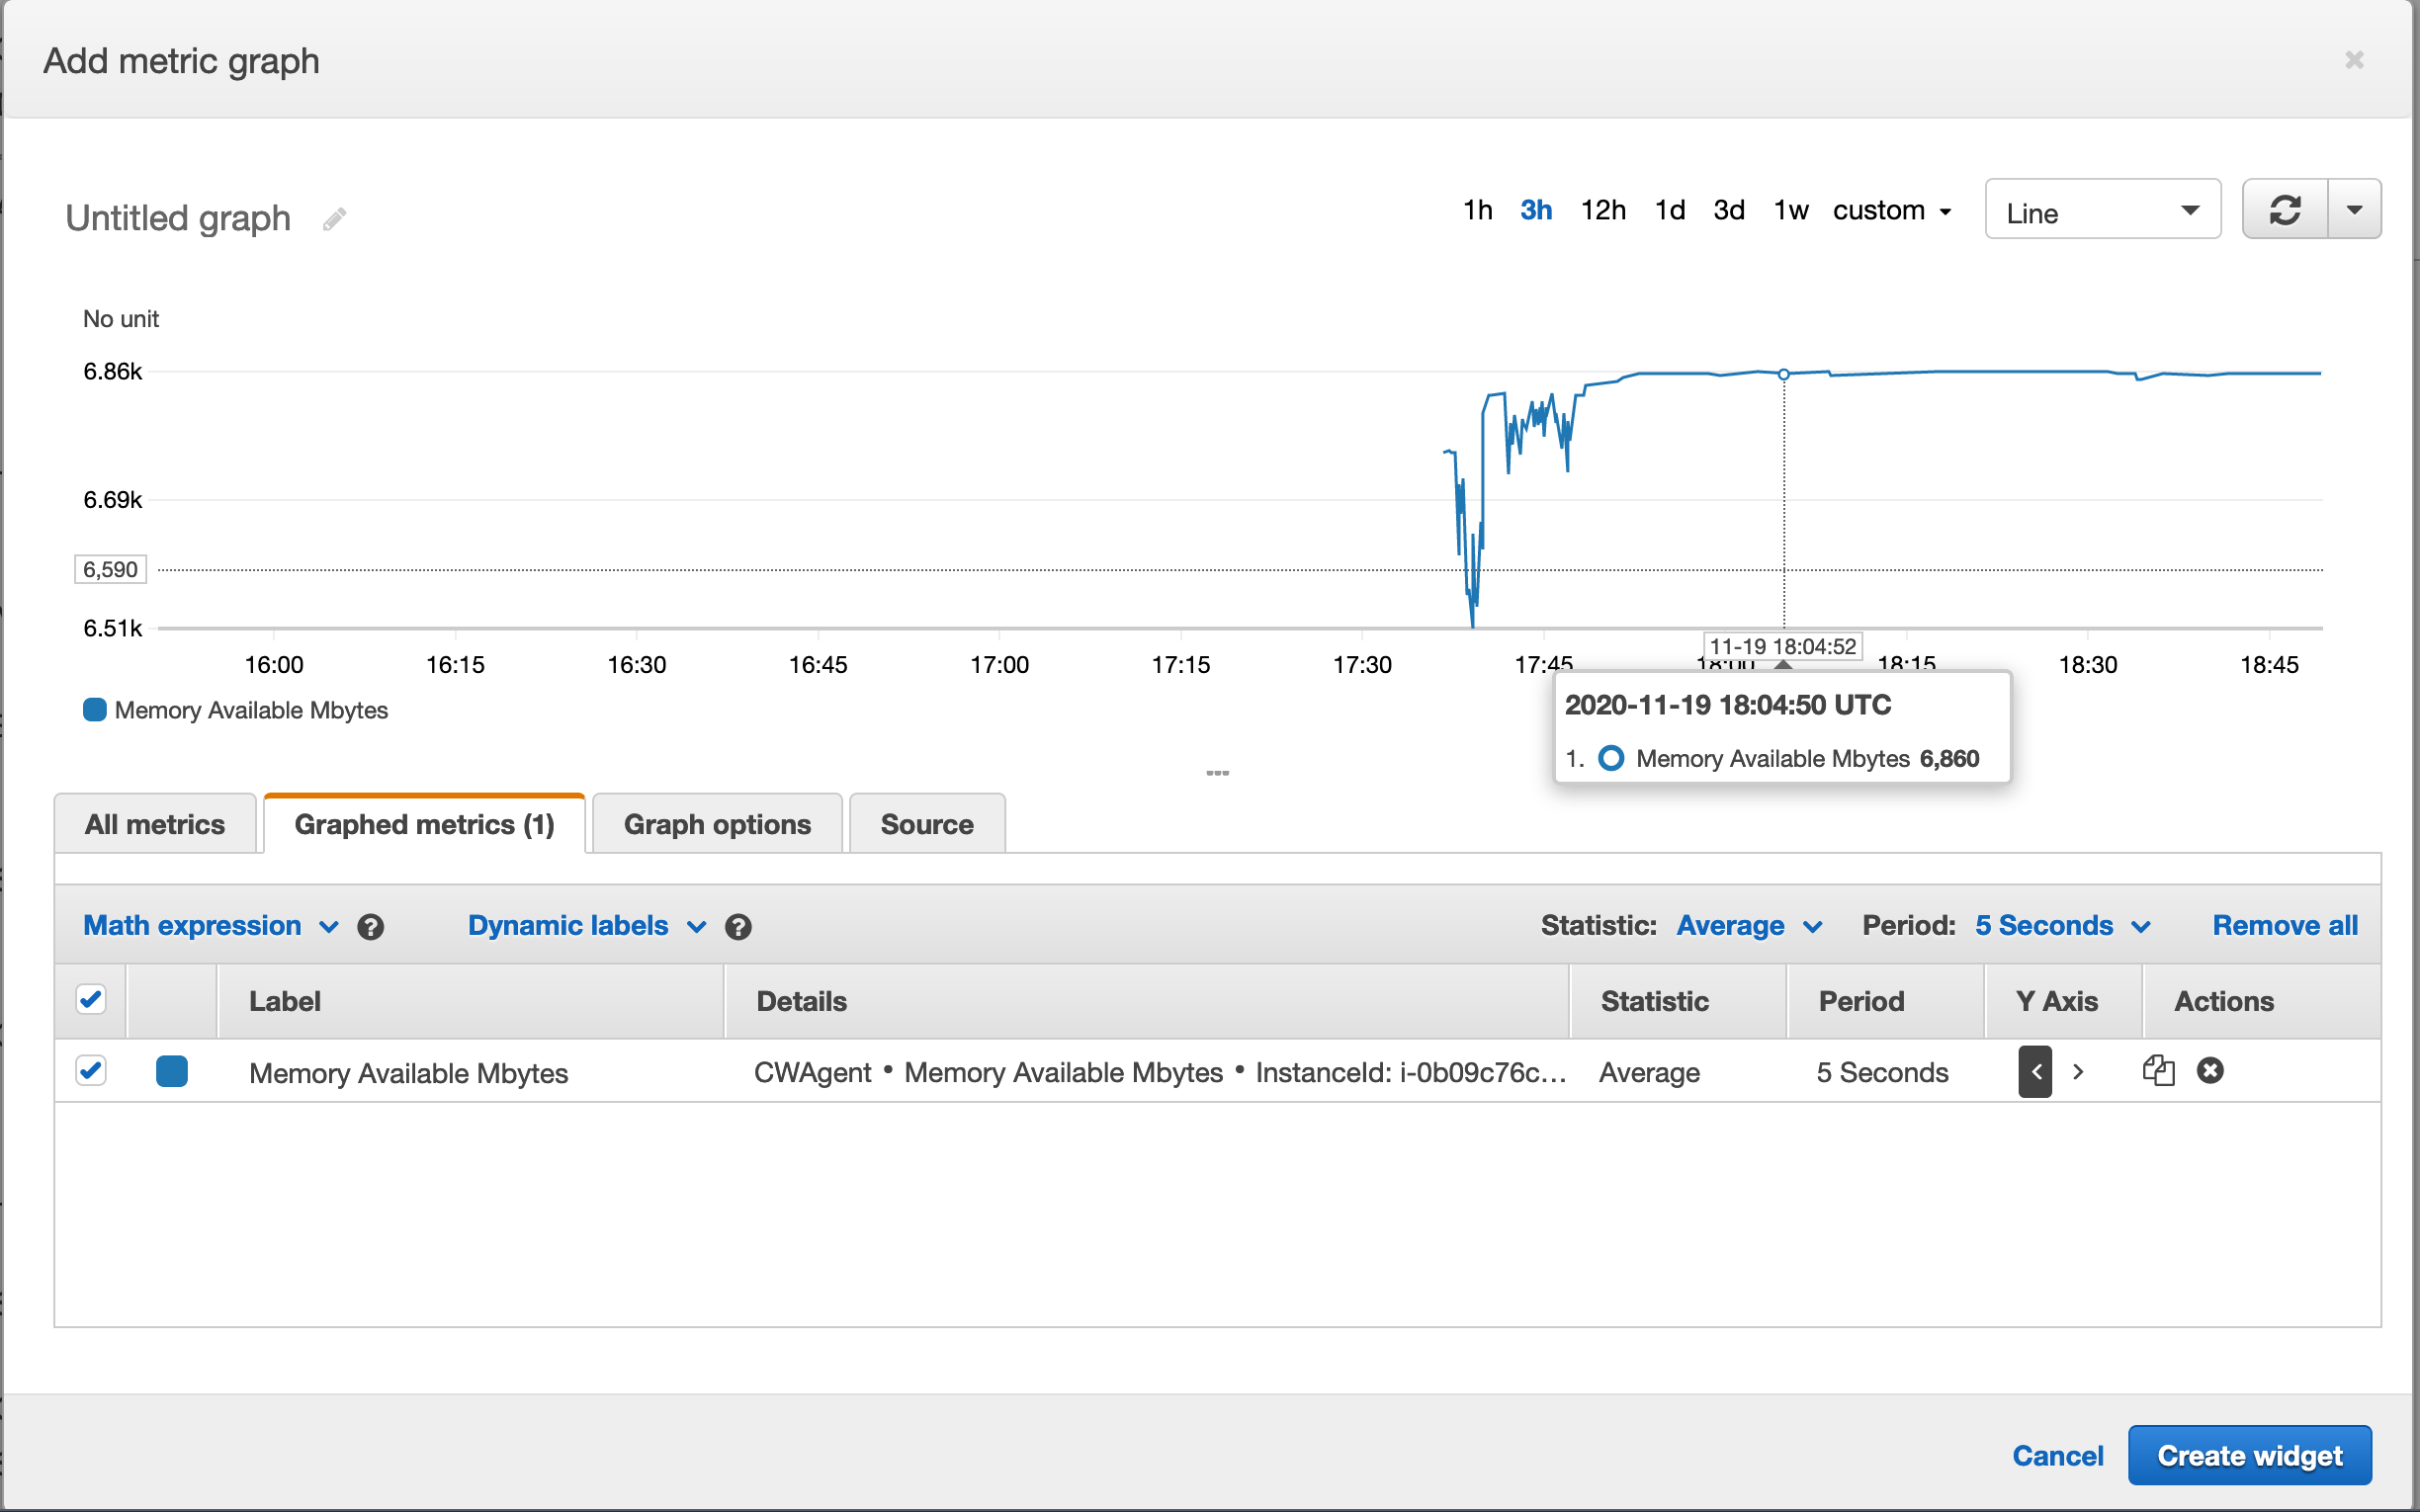 Add metric graph
Untitled graph
1h 3h 12h 1d 3d 1w custom Line
No unit
6.86k
6.69k
6,590
6.51k
11-19 18:04:52
16:00 16:15 16:30 16:45 17:00 17:15 17:30 17:45 18:00 18:15 18:30 18:45
Memory Available Mbytes
2020-11-19 18:04:50 UTC
1. Memory Available Mbytes 6,860
All metrics Graphed metrics (1) Graph options Source
Math expression ? Dynamic labels ? Statistic: Average Period: 5 Seconds Remove all
Label Details Statistic Period Y Axis Actions
Memory Available Mbytes CWAgent • Memory Available Mbytes • InstanceId: i-0b09c76c... Average 5 Seconds < >
Cancel Create widget